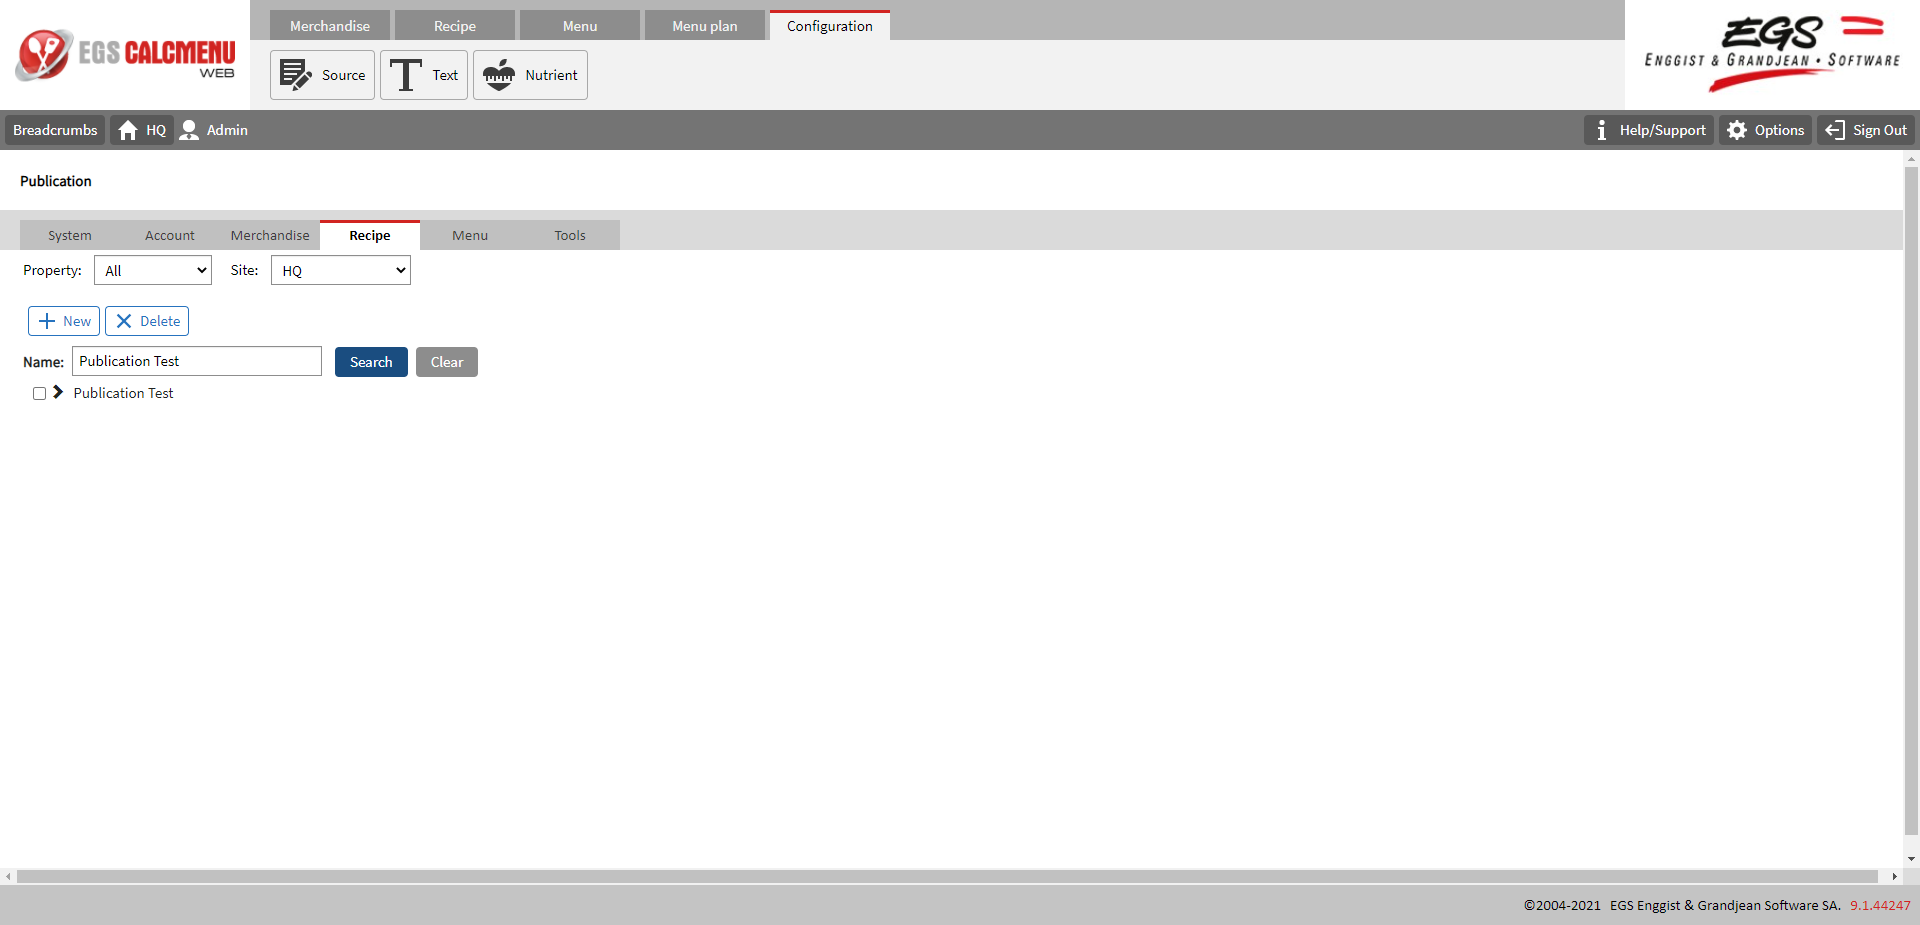 Merchandise Recipe Menu Menu plan Configuration
EGS CALCMENU
WEB
Source Text Nutrient
EGS
ENGGIST & GRANDJEAN • SOFTWARE
Breadcrumbs HQ Admin Help/Support Options Sign Out
Publication
System Account Merchandise Recipe Menu Tools
Property: All Site: HQ
New Delete
Name: Publication Test Search Clear
Publication Test
©2004-2021 EGS Enggist & Grandjean Software SA. 9.1.44247